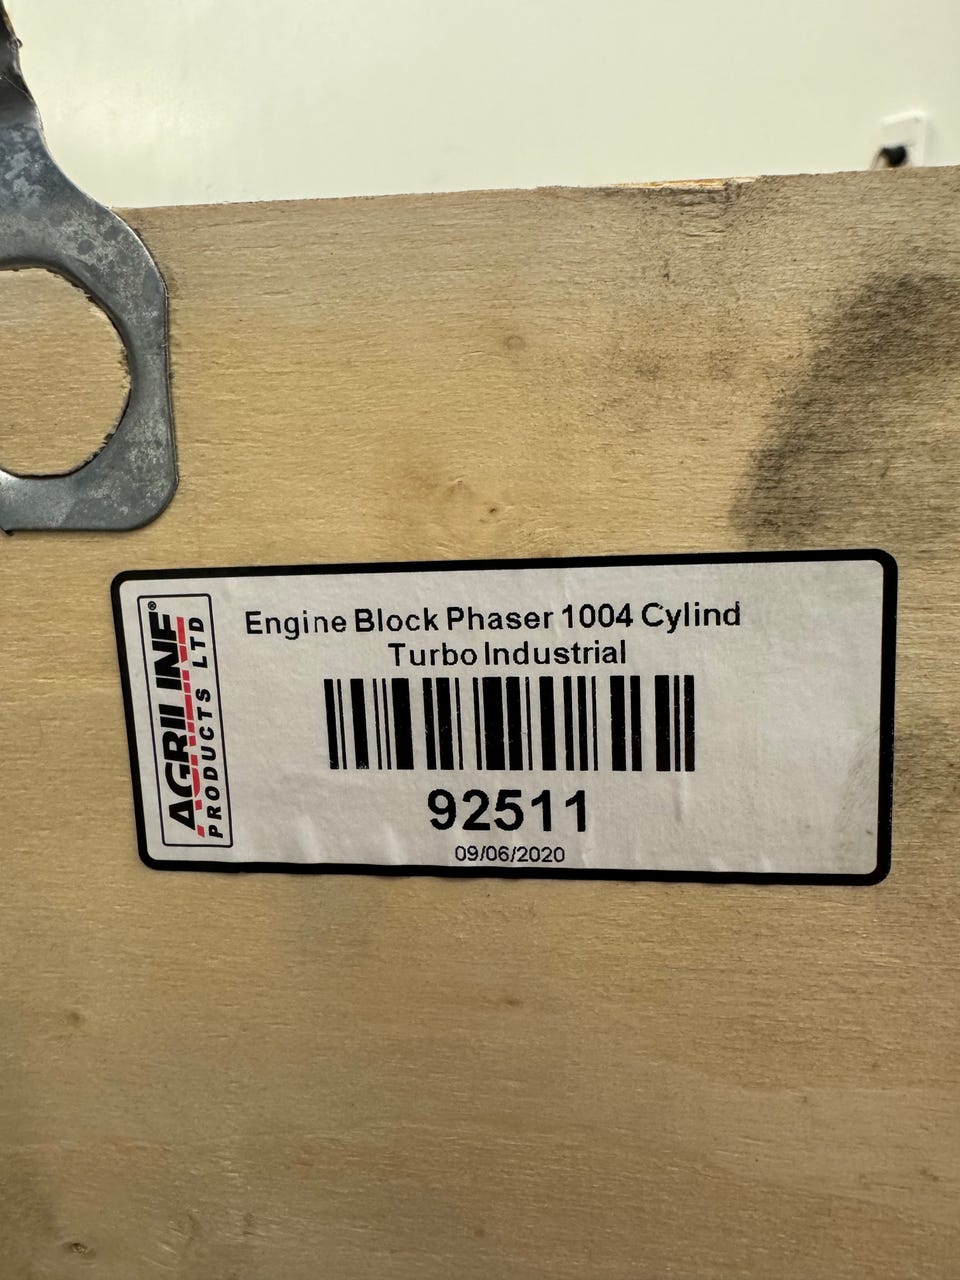 AGRILINE®
PRODUCTS LTD
Engine Block Phaser 1004 Cylind
Turbo Industrial
92511
09/06/2020